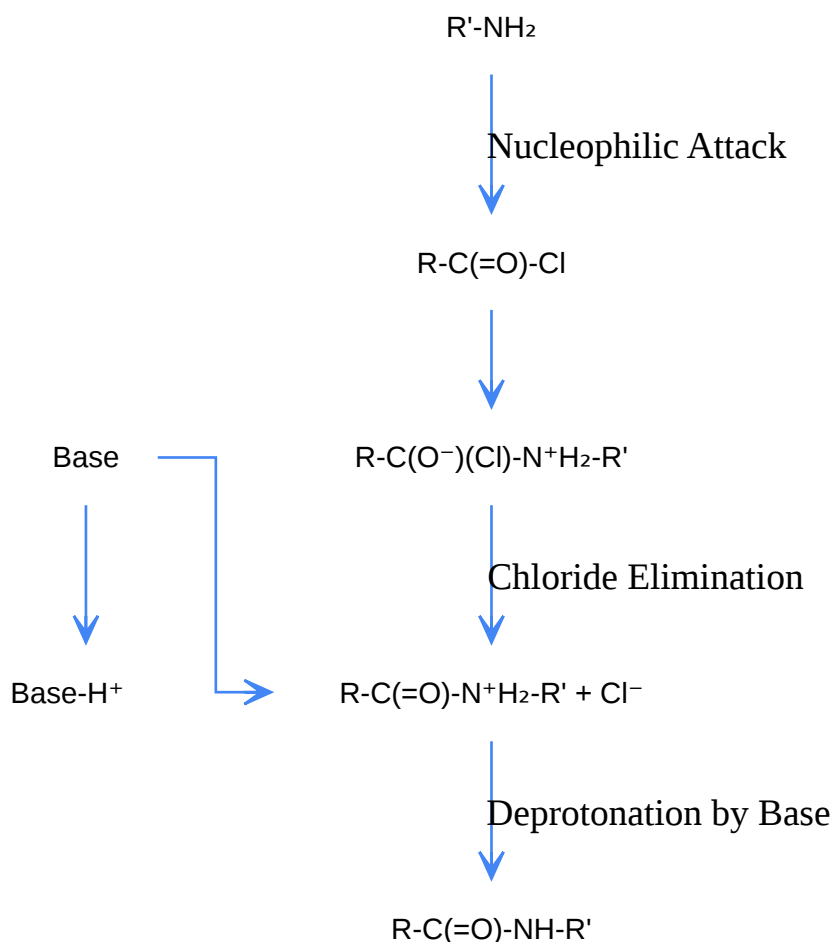 R'-NH₂
Nucleophilic Attack
R-C(=O)-Cl
Base
R-C(O⁻)(Cl)-N⁺H₂-R'
Chloride Elimination
Base-H⁺
R-C(=O)-N⁺H₂-R' + Cl⁻
Deprotonation by Base
R-C(=O)-NH-R'